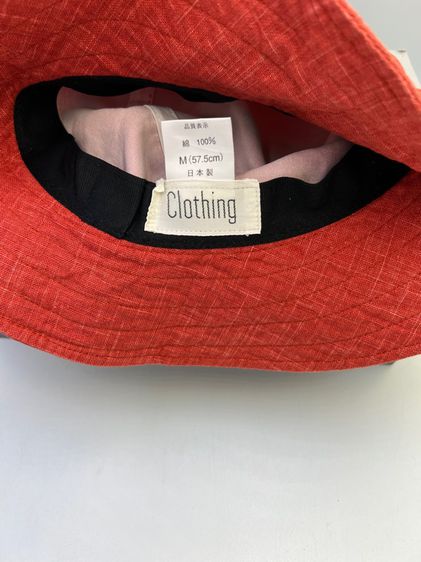 品質表示
綿 100%
M(57.5cm)
日本製
Clothing